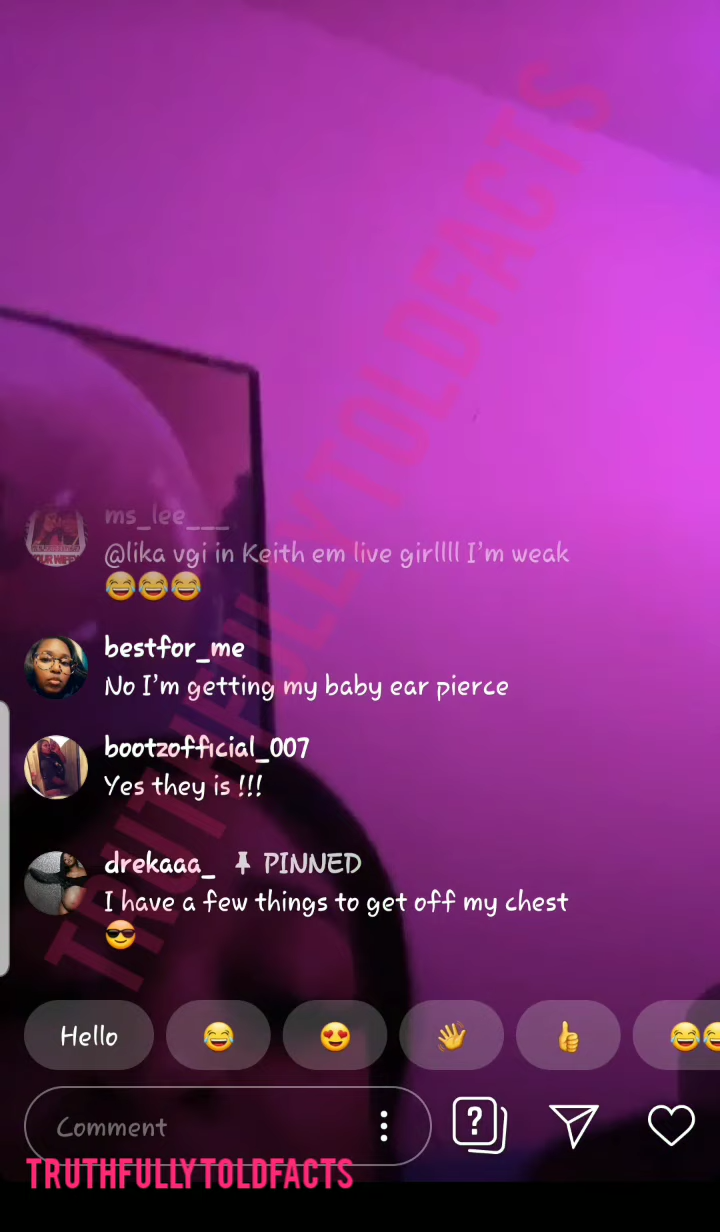 TRUTHFULLYTOLDFACTS
ms_lee___
@lika vgi in Keith em live girllll I'm weak
😂😂😂
bestfor_me
No I'm getting my baby ear pierce
bootzofficial_007
Yes they is !!!
drekaaa_ PINNED
I have a few things to get off my chest
😎
Hello 😂 😍 👋 👍 😂😂
Comment
TRUTHFULLYTOLDFACTS